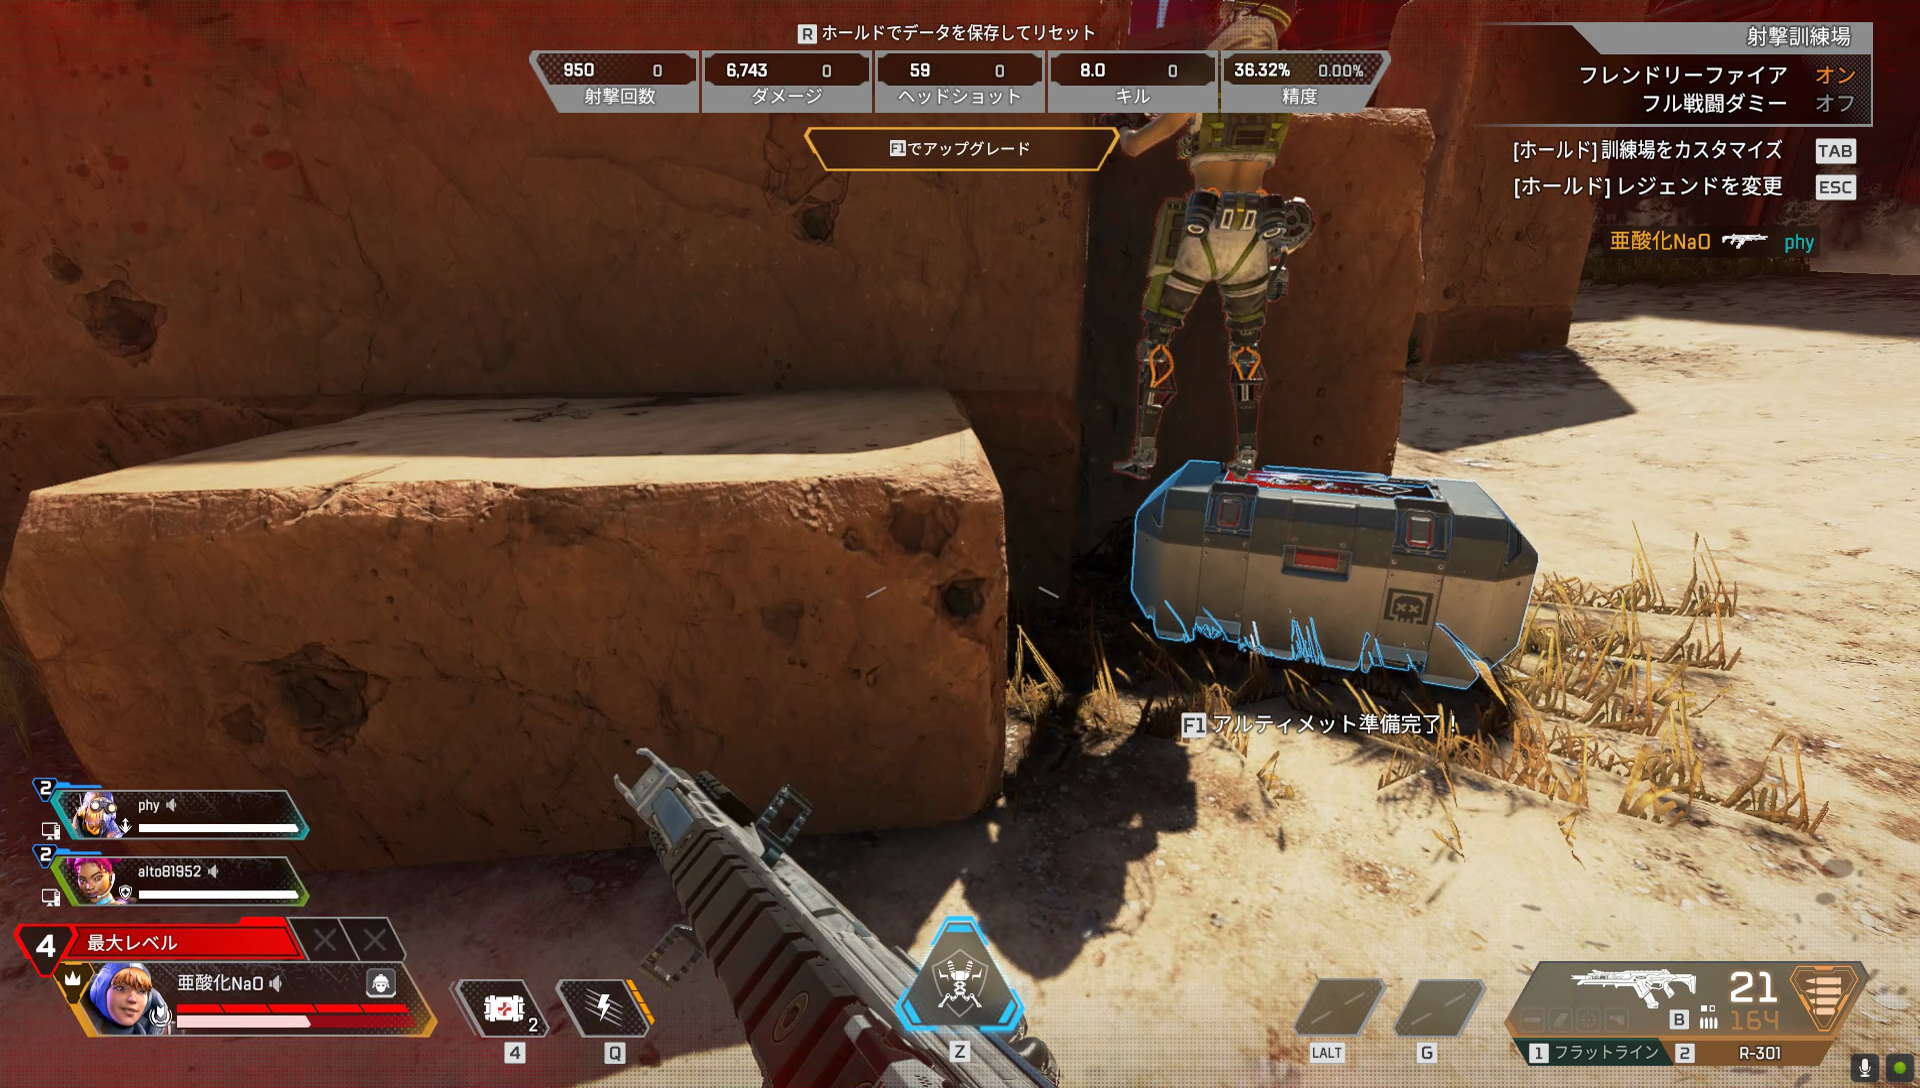 R ホールドでデータを保存してリセット
950 0 6,743 0 59 0 8.0 0 36.32% 0.00%
射撃回数 ダメージ ヘッドショット キル 精度
F1でアップグレード
射撃訓練場
フレンドリーファイア オン
フル戦闘ダミー オフ
[ホールド]訓練場をカスタマイズ TAB
[ホールド]レジェンドを変更 ESC
亜酸化NaO phy
F1 アルティメット準備完了!
2
phy
2
alto81952
4 最大レベル
亜酸化NaO
2
4 Q Z LALT G
21
B 164
1 フラットライン 2 R-301